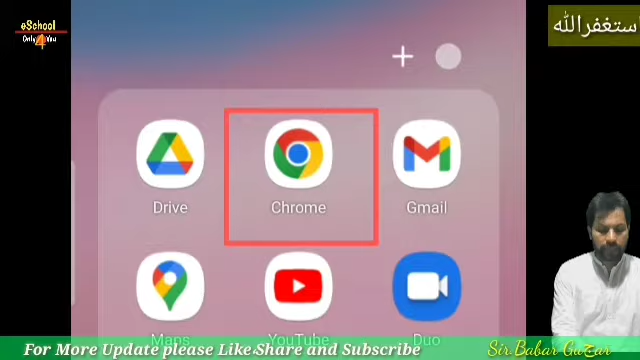 eSchool
Only 4 You
استغفرالله
Drive
Chrome
Gmail
Maps
YouTube
Duo
For More Update please Like&Share and Subscribe
Sir.Babar Gulzar